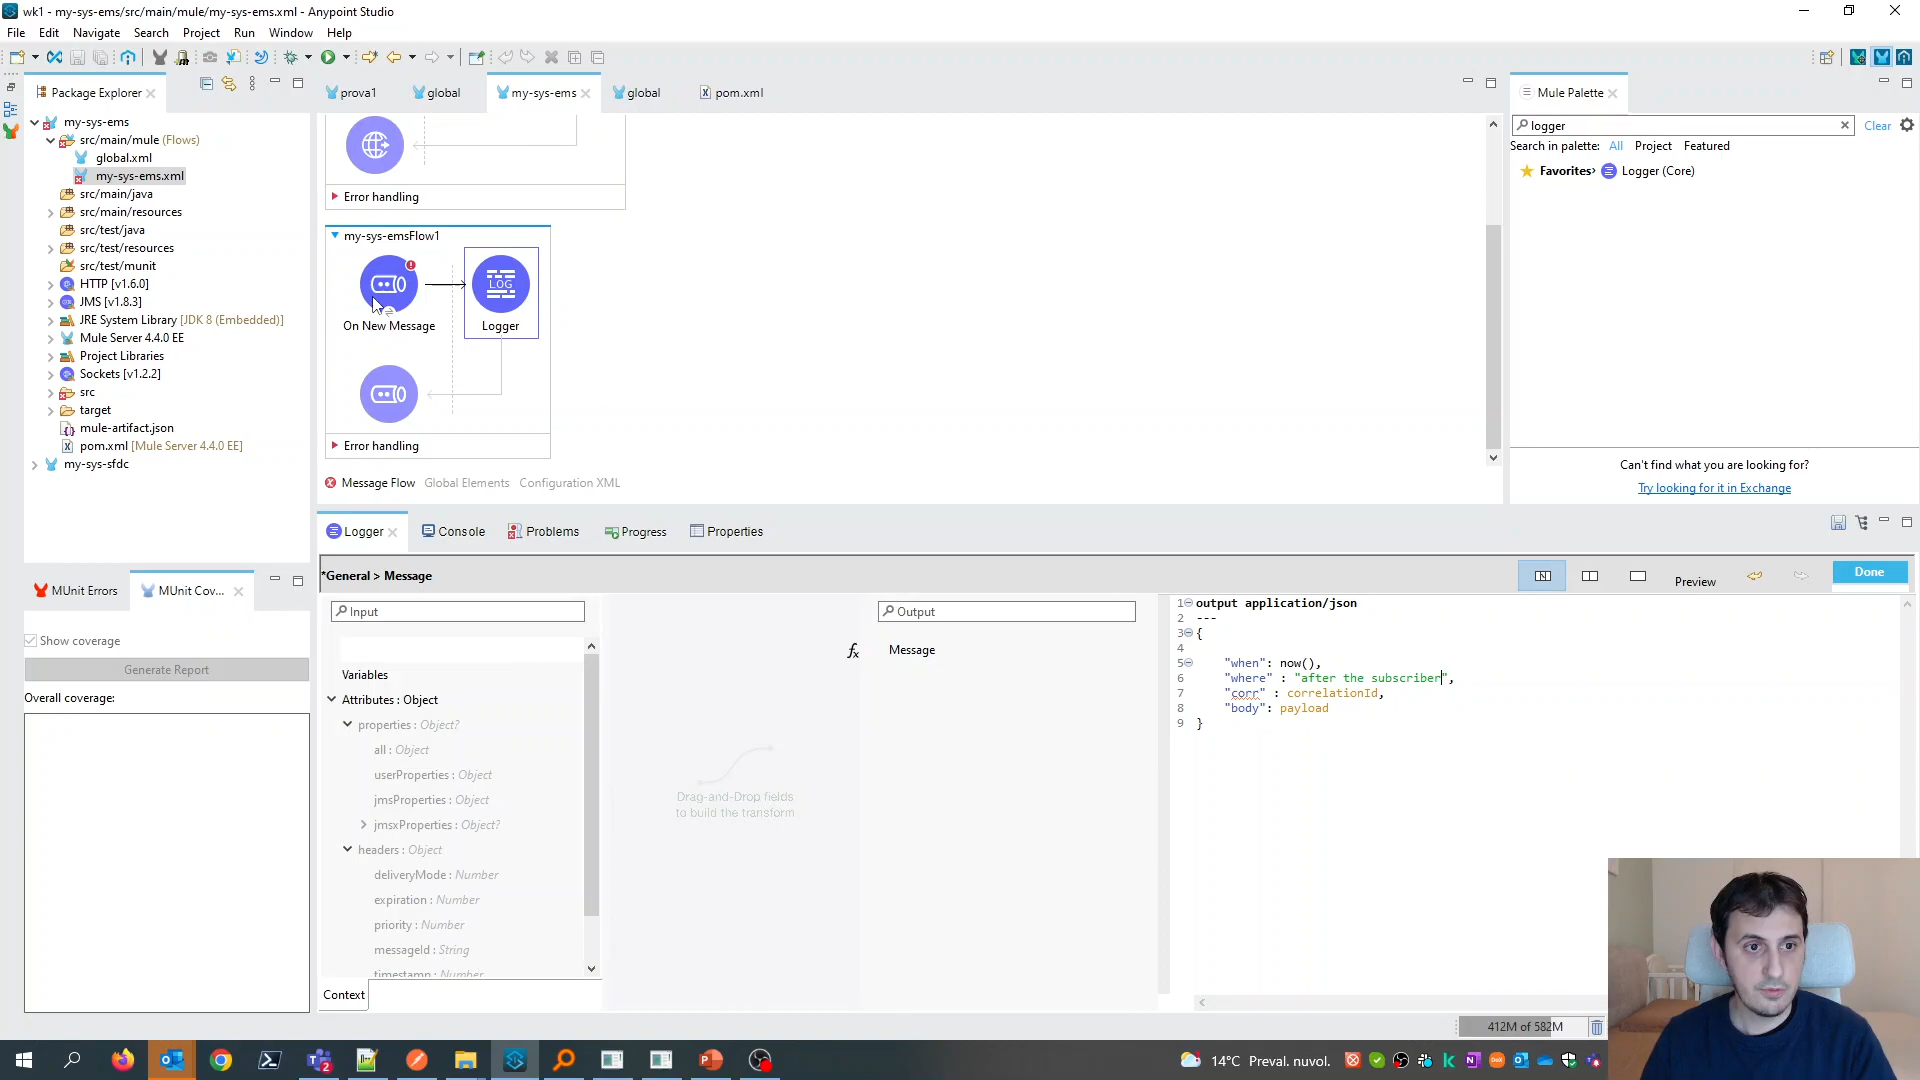 wk1 - my-sys-ems/src/main/mule/my-sys-ems.xml - Anypoint Studio
File Edit Navigate Search Project Run Window Help
Package Explorer
prova1
global
my-sys-ems
global
pom.xml
Mule Palette
my-sys-ems
src/main/mule (Flows)
global.xml
my-sys-ems.xml
src/main/java
src/main/resources
src/test/java
src/test/resources
src/test/munit
HTTP [v1.6.0]
JMS [v1.8.3]
JRE System Library [JDK 8 (Embedded)]
Mule Server 4.4.0 EE
Project Libraries
Sockets [v1.2.2]
src
target
mule-artifact.json
pom.xml [Mule Server 4.4.0 EE]
my-sys-sfdc
Error handling
my-sys-emsFlow1
LOG
On New Message
Logger
Error handling
Message Flow Global Elements Configuration XML
logger
Clear
Search in palette: All Project Featured
Favorites> Logger (Core)
Can't find what you are looking for?
Try looking for it in Exchange
Logger
Console
Problems
Progress
Properties
MUnit Errors
MUnit Cov...
Show coverage
Generate Report
Overall coverage:
*General > Message
Preview
Done
Input
Variables
Attributes : Object
properties : Object?
all : Object
userProperties : Object
jmsProperties : Object
jmsxProperties : Object?
headers : Object
deliveryMode : Number
expiration : Number
priority : Number
messageId : String
timestamp : Number
Context
Drag-and-Drop fields
to build the transform
Output
Message
fx
1 output application/json
2 ---
3 {
4
5 "when": now(),
6 "where" : "after the subscriber",
7 "corr" : correlationId,
8 "body": payload
9 }
412M of 582M
14°C Preval. nuvol.